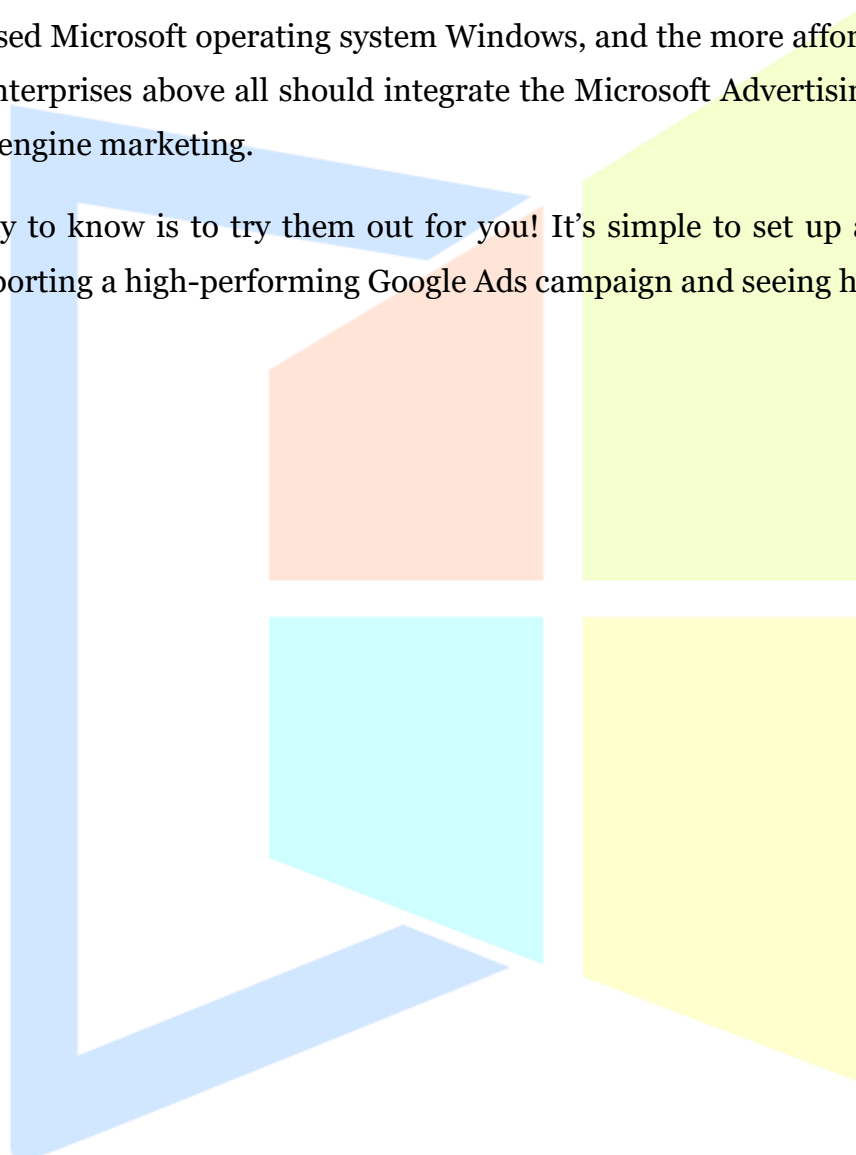 sed Microsoft operating system Windows, and the more affor
nterprises above all should integrate the Microsoft Advertisin
engine marketing.
y to know is to try them out for you! It’s simple to set up a
porting a high-performing Google Ads campaign and seeing h